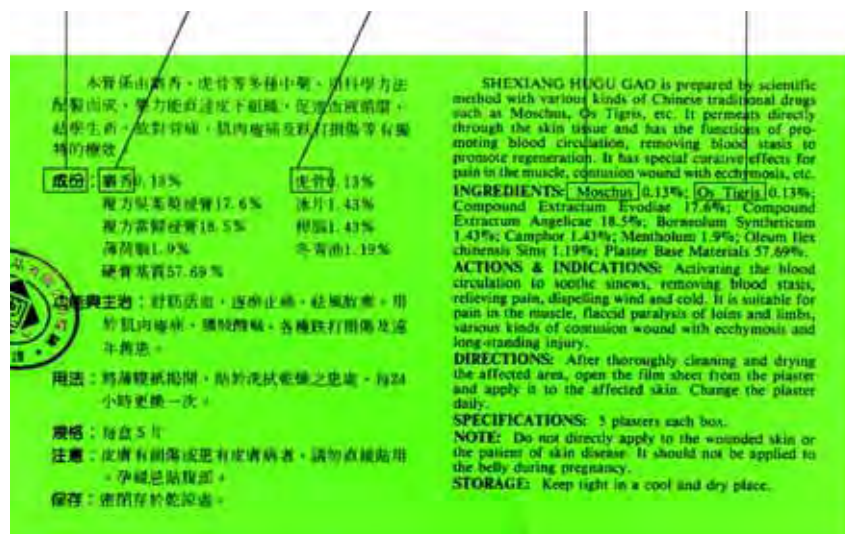 本膏係由麝香、虎骨等多種中藥、用科學方法
配製而成、藥力能直達皮下組織、促進血液循環、
祛瘀生新、故對骨痛、肌肉痠痛及跌打損傷等有獨
特的療效
成份：麝香0.13% 虎骨0.13%
複方吳茱萸浸膏17.6% 冰片1.43%
複方當歸浸膏18.5% 樟腦1.43%
薄荷腦1.9% 冬青油1.19%
硬膏基質57.69%
功能與主治：舒筋活血、逐瘀止痛、祛風散寒。用
於肌肉痠痛、腰肢酸軟、各種跌打損傷及遠
年舊患。
用法：將薄膜紙揭開、貼於洗拭乾燥之患處、每24
小時更換一次。
規格：每盒5片
注意：皮膚有損傷或患有皮膚病者、請勿直接貼用
。孕婦忌貼腹部。
保存：密閉存於乾涼處。
SHEXIANG HUGU GAO is prepared by scientific
method with various kinds of Chinese traditional drugs
such as Moschus, Os Tigris, etc. It permeats directly
through the skin tissue and has the functions of pro-
moting blood circulation, removing blood stasis to
promote regeneration. It has special curative effects for
pain in the muscle, contusion wound with ecchymosis, etc.
INGREDIENTS: Moschus 0.13%; Os Tigris 0.13%;
Compound Extractum Evodiae 17.6%; Compound
Extractum Angelicae 18.5%; Borneolum Syntheticum
1.43%; Camphor 1.43%; Mentholum 1.9%; Oleum Ilex
chinensis Sims 1.19%; Plaster Base Materials 57.69%.
ACTIONS & INDICATIONS: Activating the blood
circulation to soothe sinews, removing blood stasis,
relieving pain, dispelling wind and cold. It is suitable for
pain in the muscle, flaccid paralysis of loins and limbs,
various kinds of contusion wound with ecchymosis and
long-standing injury.
DIRECTIONS: After thoroughly cleaning and drying
the affected area, open the film sheet from the plaster
and apply it to the affected skin. Change the plaster
daily.
SPECIFICATIONS: 5 plasters each box.
NOTE: Do not directly apply to the wounded skin or
the patient of skin disease. It should not be applied to
the belly during pregnancy.
STORAGE: Keep tight in a cool and dry place.